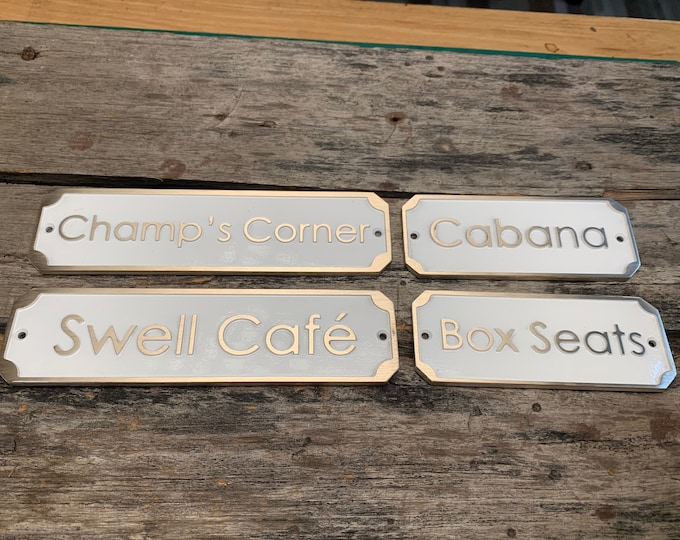 Champ's Corner
Cabana
Swell Café
Box Seats